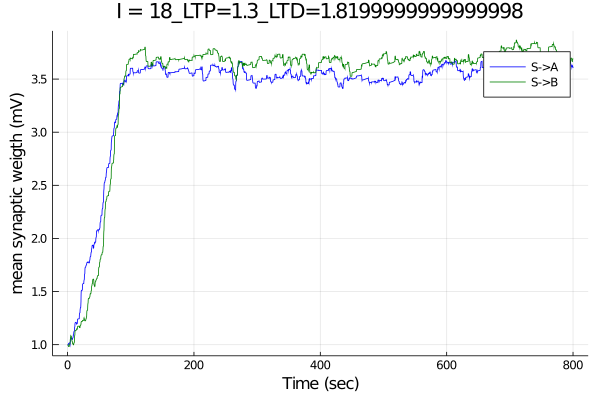 I = 18_LTP=1.3_LTD=1.8199999999999998
mean synaptic weigth (mV)
3.5
3.0
2.5
2.0
1.5
1.0
S->A
S->B
0
200
400
600
800
Time (sec)